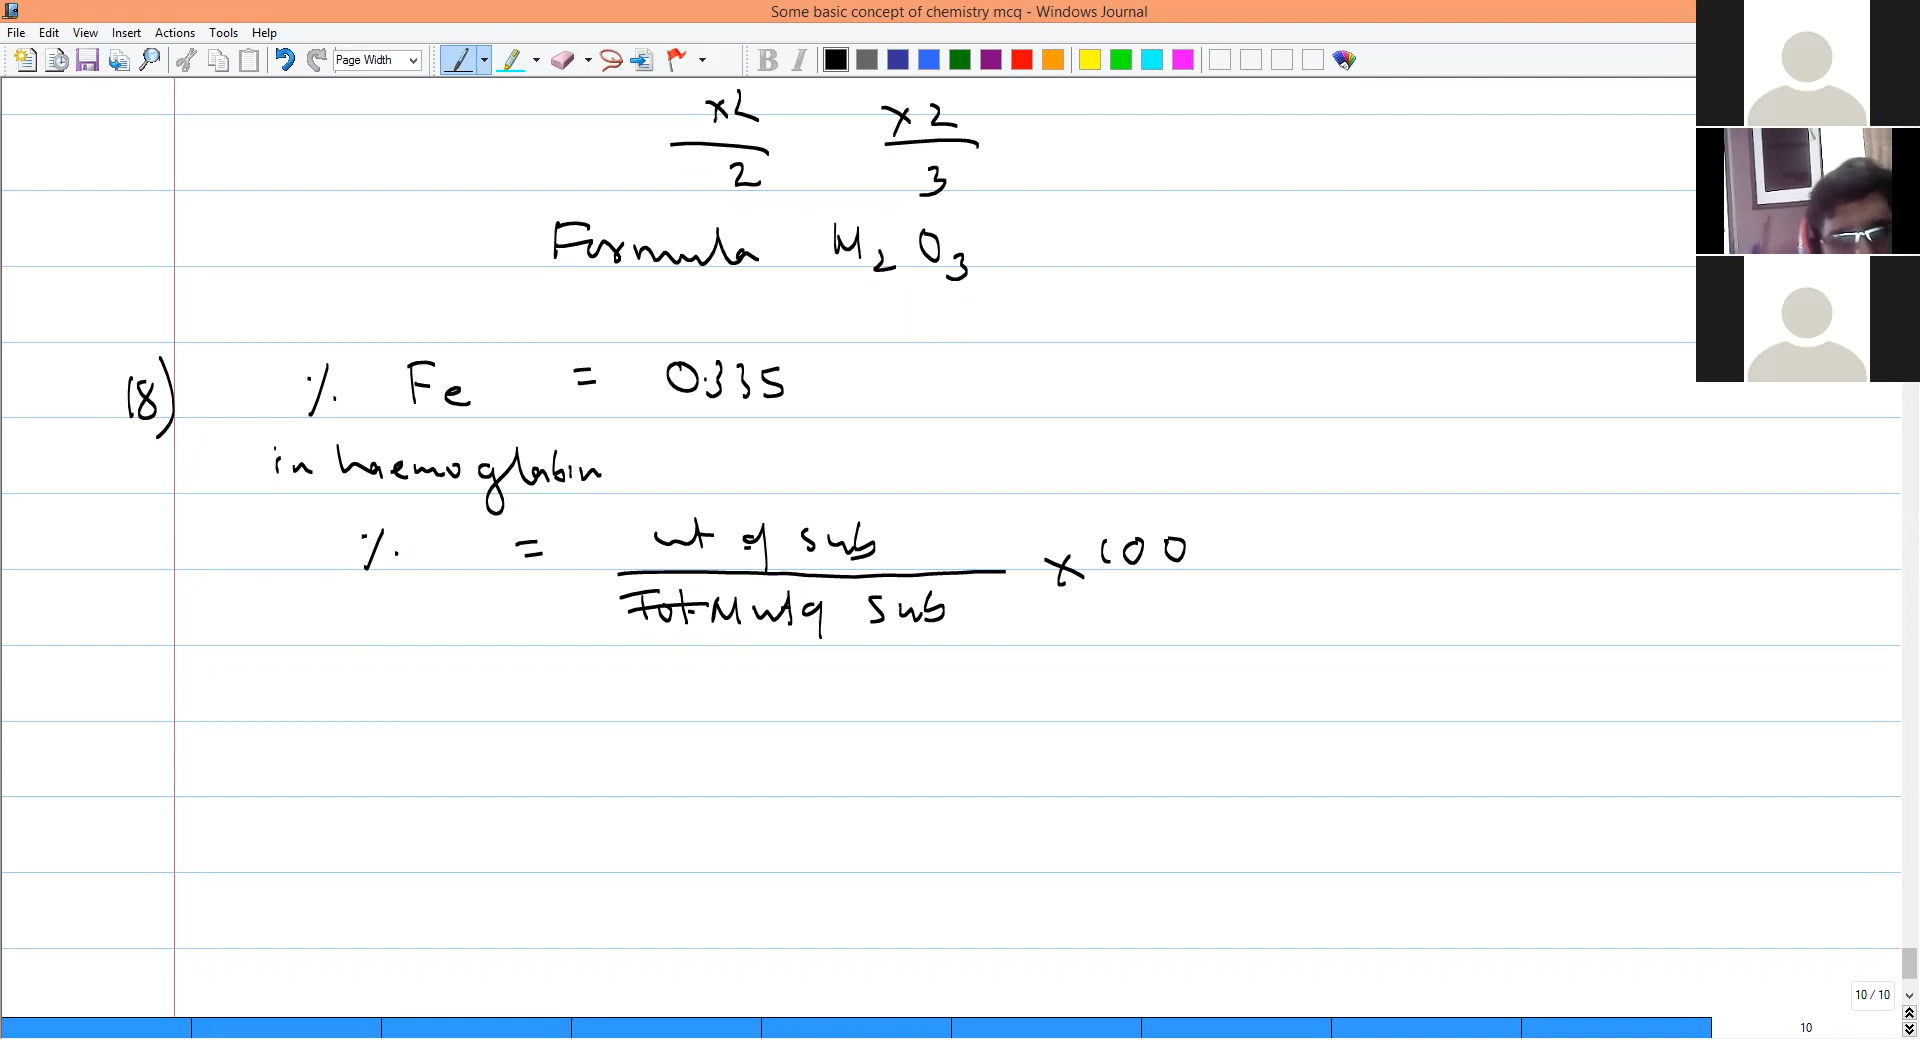 Some basic concept of chemistry mcq - Windows Journal
File Edit View Insert Actions Tools Help
Page Width
B I
×2 ×2
2 3
Formula M2 O3
18) % Fe = 0.335
in haemoglabin
% = wt of sub × 100
Tot M wt of sub
10 / 10
10